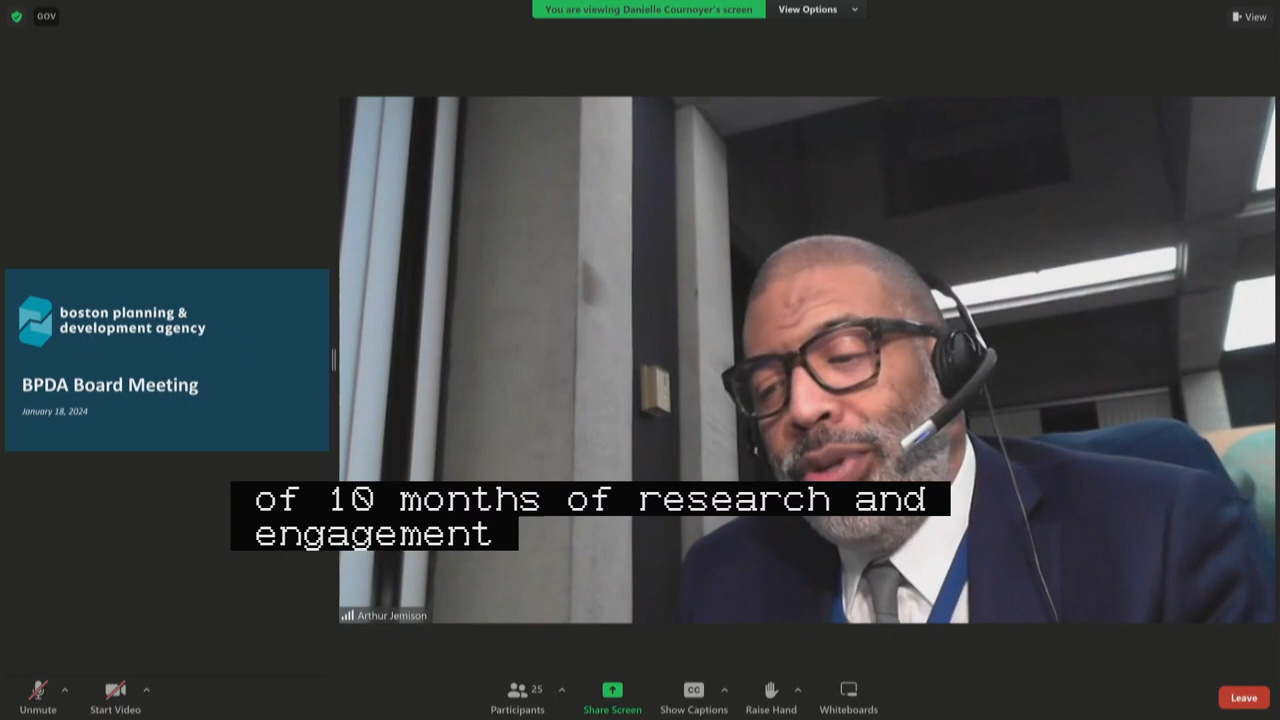 GOV
You are viewing Danielle Cournoyer's screen
View Options
View
boston planning &
development agency
BPDA Board Meeting
January 18, 2024
of 10 months of research and
engagement
Arthur Jemison
Unmute
Start Video
25
Participants
Share Screen
CC
Show Captions
Raise Hand
Whiteboards
Leave